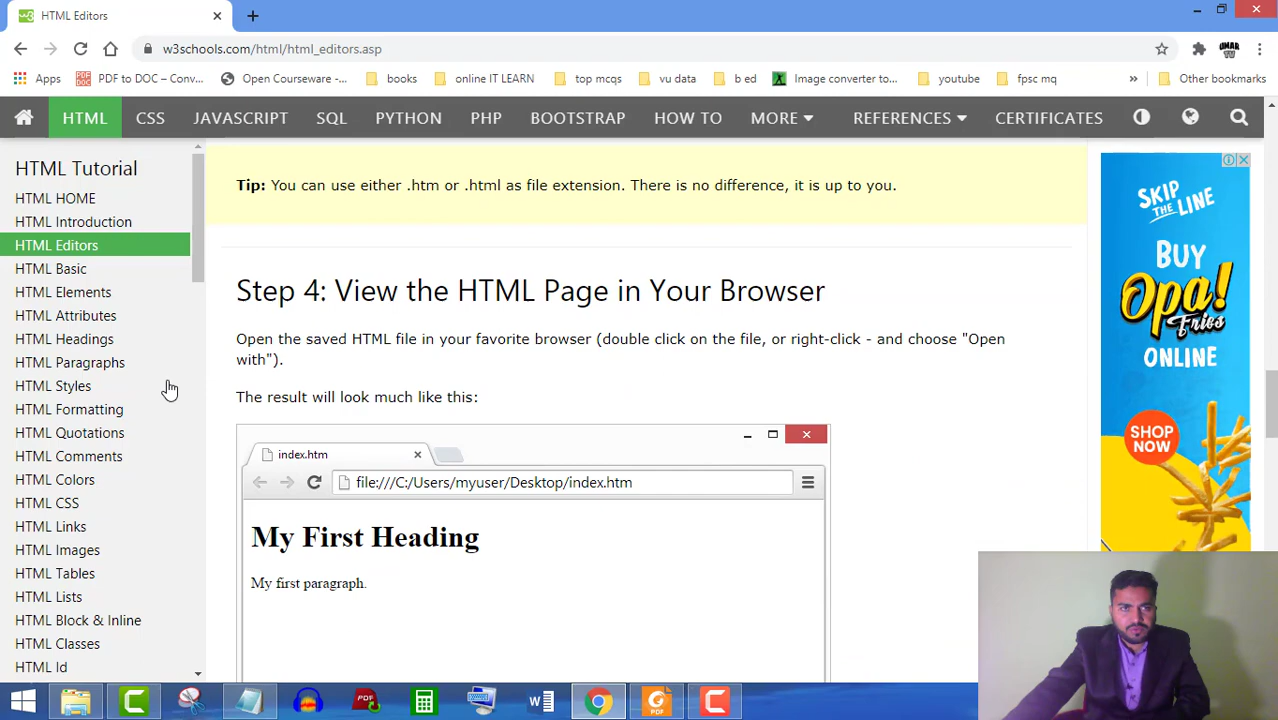 HTML Editors
w3schools.com/html/html_editors.asp
Apps
PDF to DOC – Conv...
Open Courseware -...
books
online IT LEARN
top mcqs
vu data
b ed
Image converter to...
youtube
fpsc mq
»
Other bookmarks
UMAR
HTML CSS JAVASCRIPT SQL PYTHON PHP BOOTSTRAP HOW TO MORE REFERENCES CERTIFICATES
HTML Tutorial
HTML HOME
HTML Introduction
HTML Editors
HTML Basic
HTML Elements
HTML Attributes
HTML Headings
HTML Paragraphs
HTML Styles
HTML Formatting
HTML Quotations
HTML Comments
HTML Colors
HTML CSS
HTML Links
HTML Images
HTML Tables
HTML Lists
HTML Block & Inline
HTML Classes
HTML Id
Tip: You can use either .htm or .html as file extension. There is no difference, it is up to you.
Step 4: View the HTML Page in Your Browser
Open the saved HTML file in your favorite browser (double click on the file, or right-click - and choose "Open
with").
The result will look much like this:
index.htm
file:///C:/Users/myuser/Desktop/index.htm
My First Heading
My first paragraph.
SKIP
THE LINE
BUY
Opa!
Fries
ONLINE
SHOP
NOW
PDF
PDF